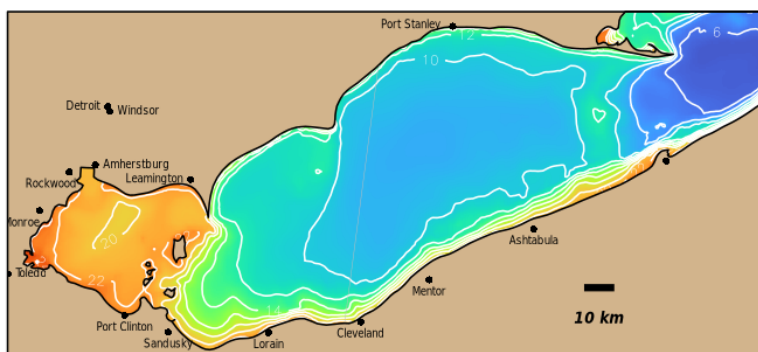 Port Stanley
6
12
10
Detroit
Windsor
Amherstburg
Rockwood
Leamington
Monroe
20
22
Toledo
Ashtabula
Mentor
14
10 km
Port Clinton
Cleveland
Sandusky
Lorain